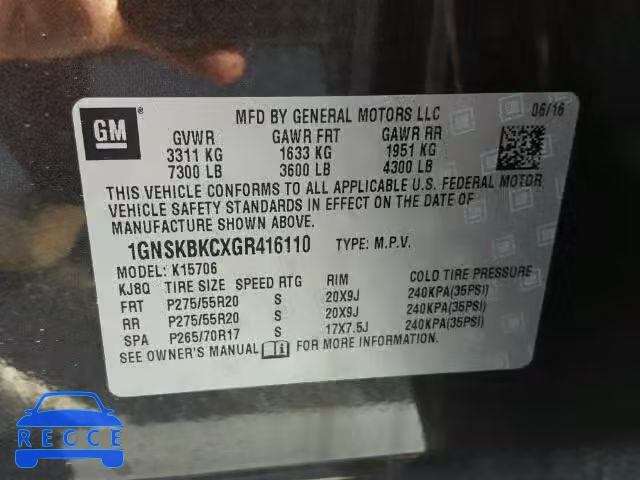 GM
MFD BY GENERAL MOTORS LLC 06/16
GVWR GAWR FRT GAWR RR
3311 KG 1633 KG 1951 KG
7300 LB 3600 LB 4300 LB
THIS VEHICLE CONFORMS TO ALL APPLICABLE U.S. FEDERAL MOTOR
VEHICLE SAFETY STANDARDS IN EFFECT ON THE DATE OF
MANUFACTURE SHOWN ABOVE.
1GNSKBKCXGR416110 TYPE: M.P.V.
MODEL: K15706
KJ8Q TIRE SIZE SPEED RTG RIM COLD TIRE PRESSURE
FRT P275/55R20 S 20X9J 240KPA(35PSI)
RR P275/55R20 S 20X9J 240KPA(35PSI)
SPA P265/70R17 S 17X7.5J 240KPA(35PSI)
SEE OWNER'S MANUAL FOR MORE INFORMATION.
RECCE